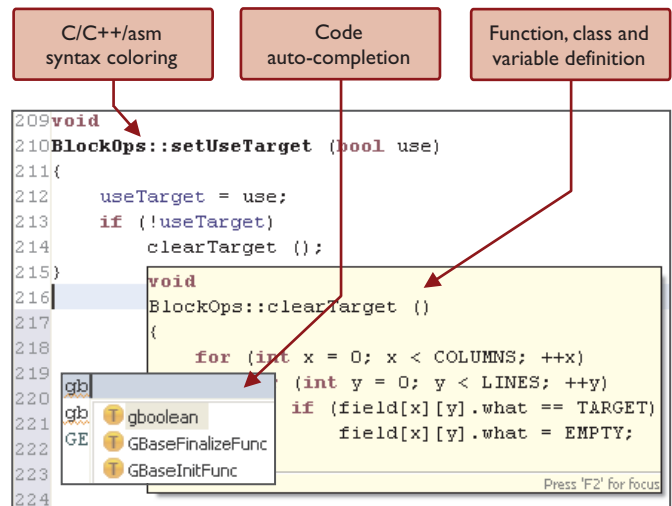 C/C++/asm
syntax coloring
Code
auto-completion
Function, class and
variable definition
209 void
210 BlockOps::setUseTarget (bool use)
211 {
212 useTarget = use;
213 if (!useTarget)
214 clearTarget ();
215 }
216
217
218
219
220
221
222
223
224
void
BlockOps::clearTarget ()
{
for (int x = 0; x < COLUMNS; ++x)
(int y = 0; y < LINES; ++y)
if (field[x][y].what == TARGET)
field[x][y].what = EMPTY;
Press 'F2' for focus
gb
gb
GE
T gboolean
T GBaseFinalizeFunc
T GBaseInitFunc